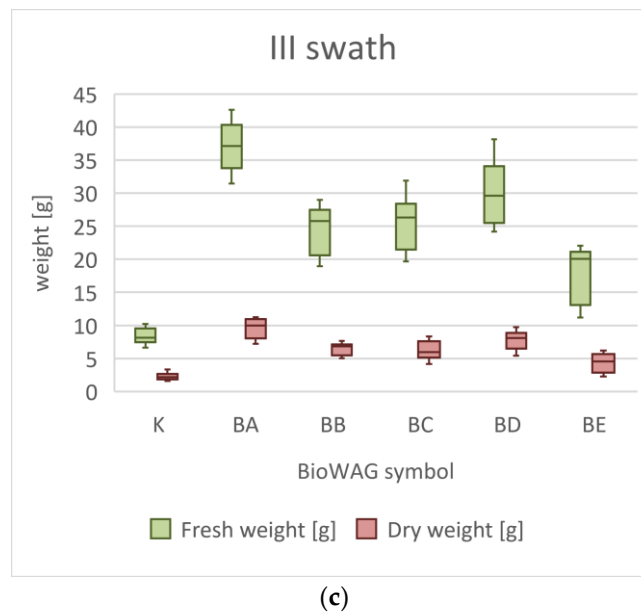 III swath
weight [g]
45
40
35
30
25
20
15
10
5
0
K BA BB BC BD BE
BioWAG symbol
Fresh weight [g] Dry weight [g]
(c)